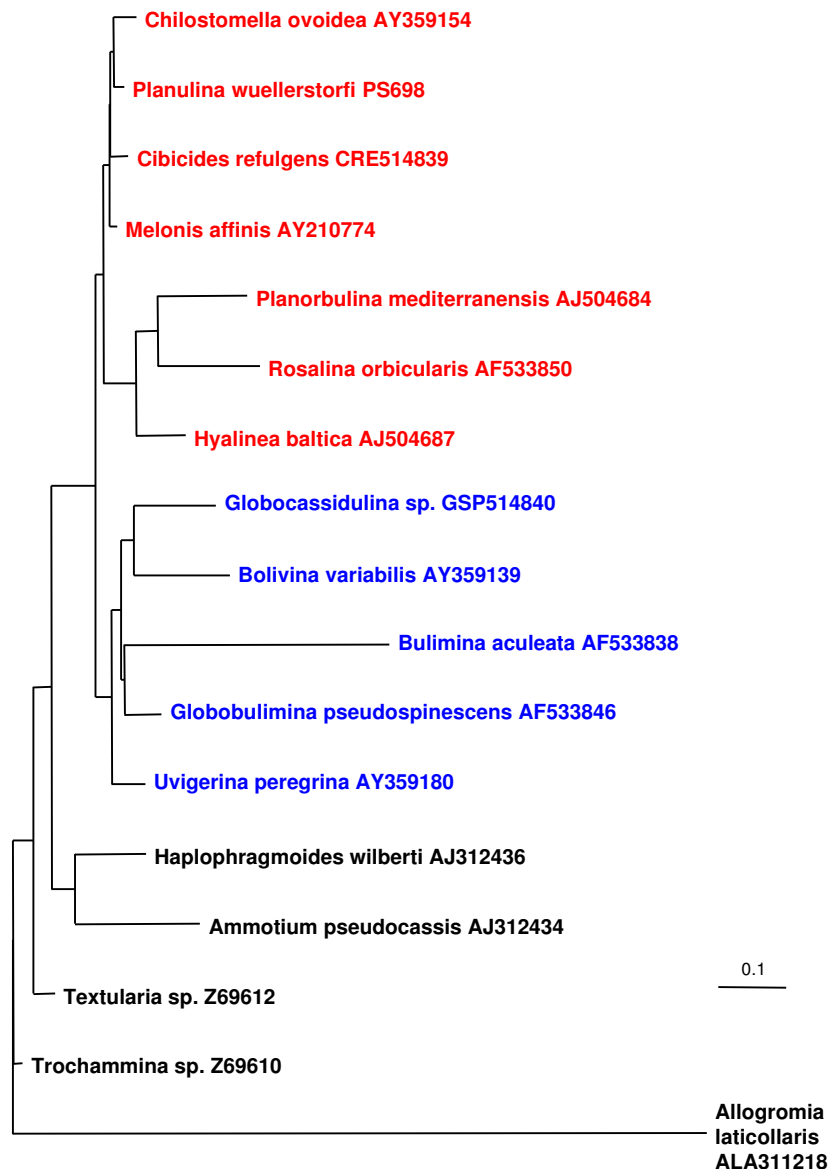 Chilostomella ovoidea AY359154
Planulina wuellerstorfi PS698
Cibicides refulgens CRE514839
Melonis affinis AY210774
Planorbulina mediterranensis AJ504684
Rosalina orbicularis AF533850
Hyalinea baltica AJ504687
Globocassidulina sp. GSP514840
Bolivina variabilis AY359139
Bulimina aculeata AF533838
Globobulimina pseudospinescens AF533846
Uvigerina peregrina AY359180
Haplophragmoides wilberti AJ312436
Ammotium pseudocassis AJ312434
0.1
Textularia sp. Z69612
Trochammina sp. Z69610
Allogromia
laticollaris
ALA311218